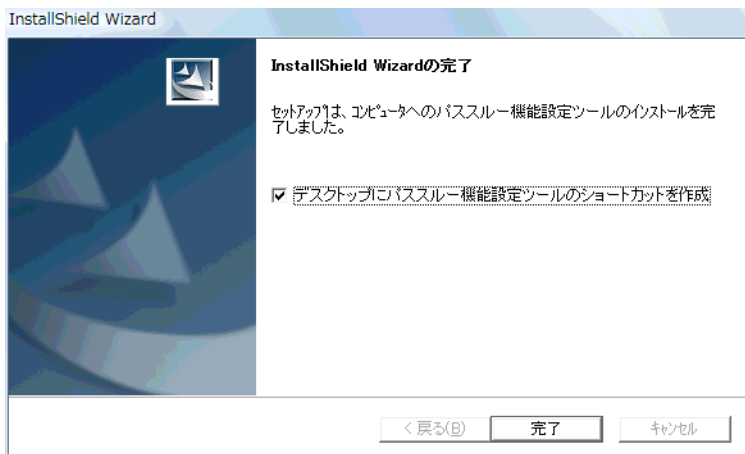 InstallShield Wizard
InstallShield Wizardの完了
ｾｯﾄｱｯﾌﾟは、ｺﾝﾋﾟｭｰﾀへのパススルー機能設定ツールのｲﾝｽﾄｰﾙを完
了しました。
デスクトップにパススルー機能設定ツールのショートカットを作成
< 戻る(B)
完了
ｷｬﾝｾﾙ